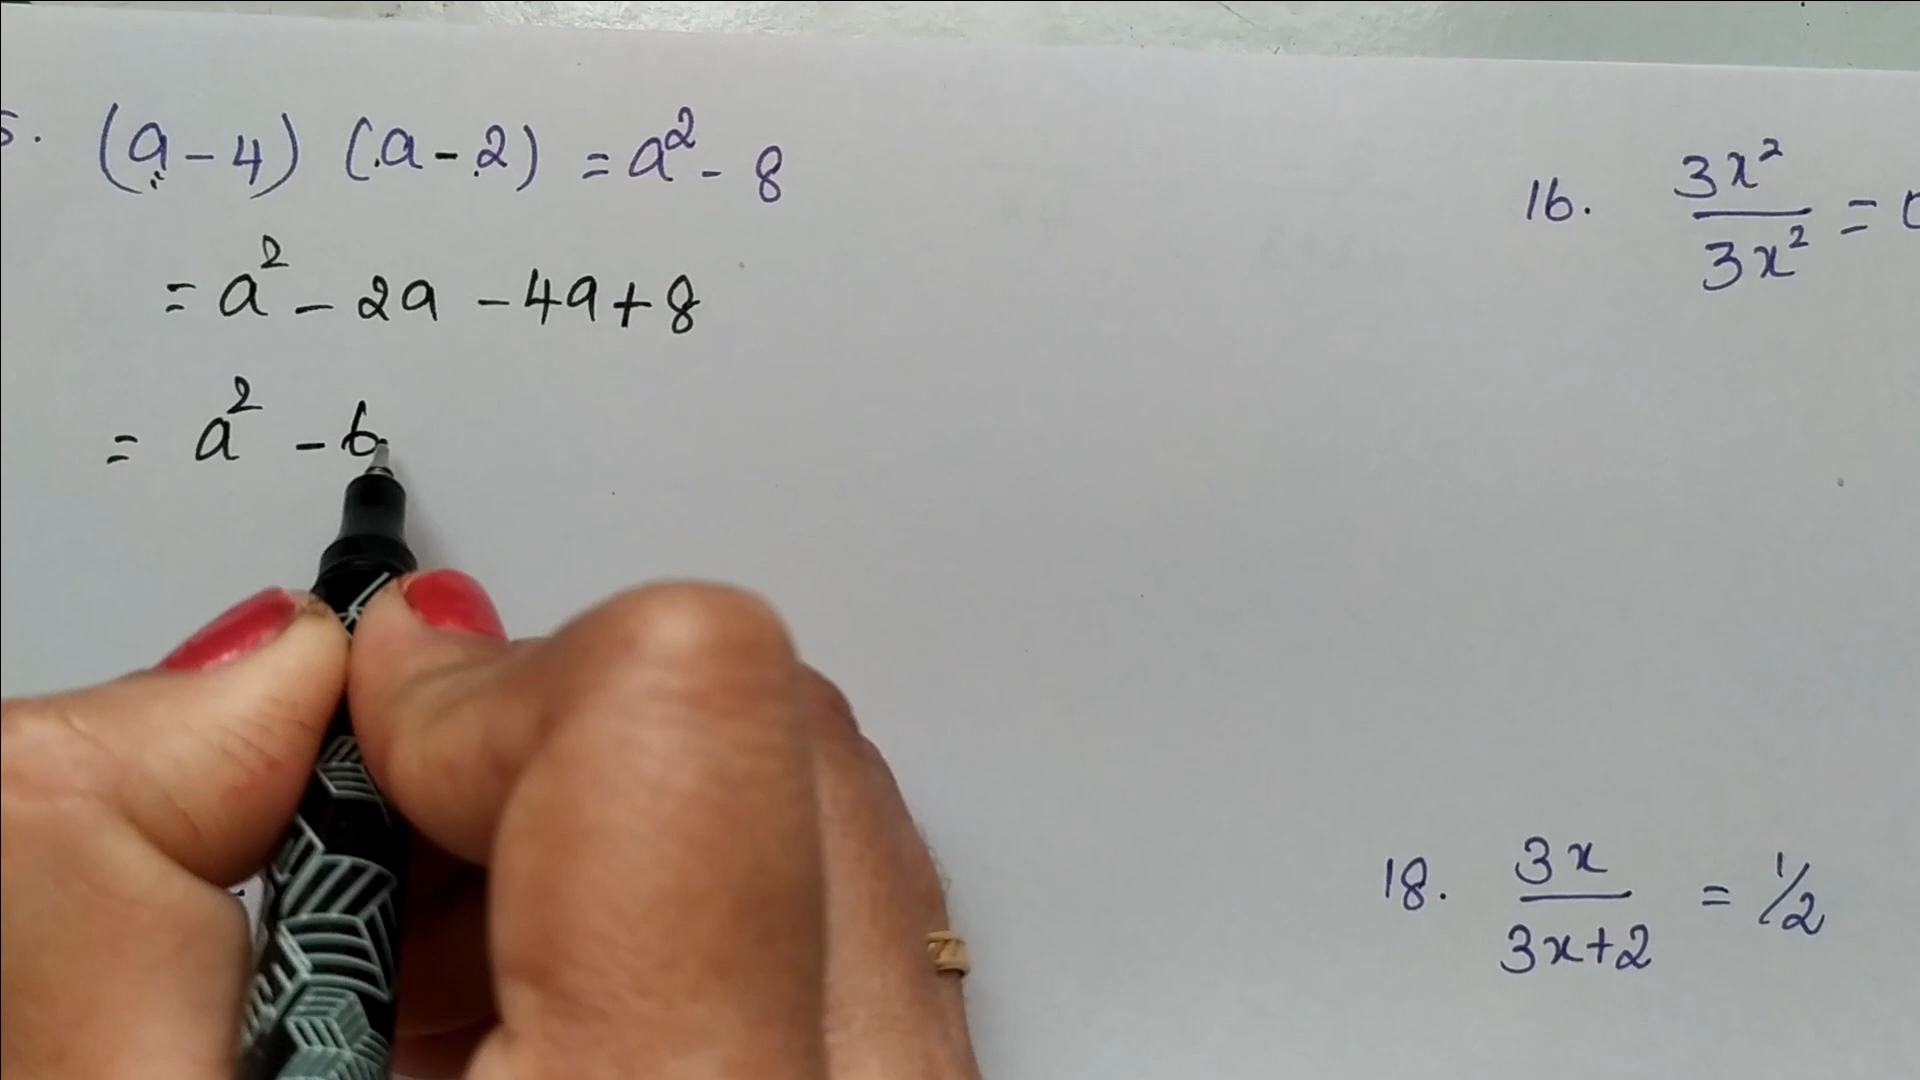 5. (a-4) (a-2) = a² - 8
= a² - 2a - 4a + 8
= a² - 6
16. 3x²/3x² =
18. 3x/3x+2 = 1/2